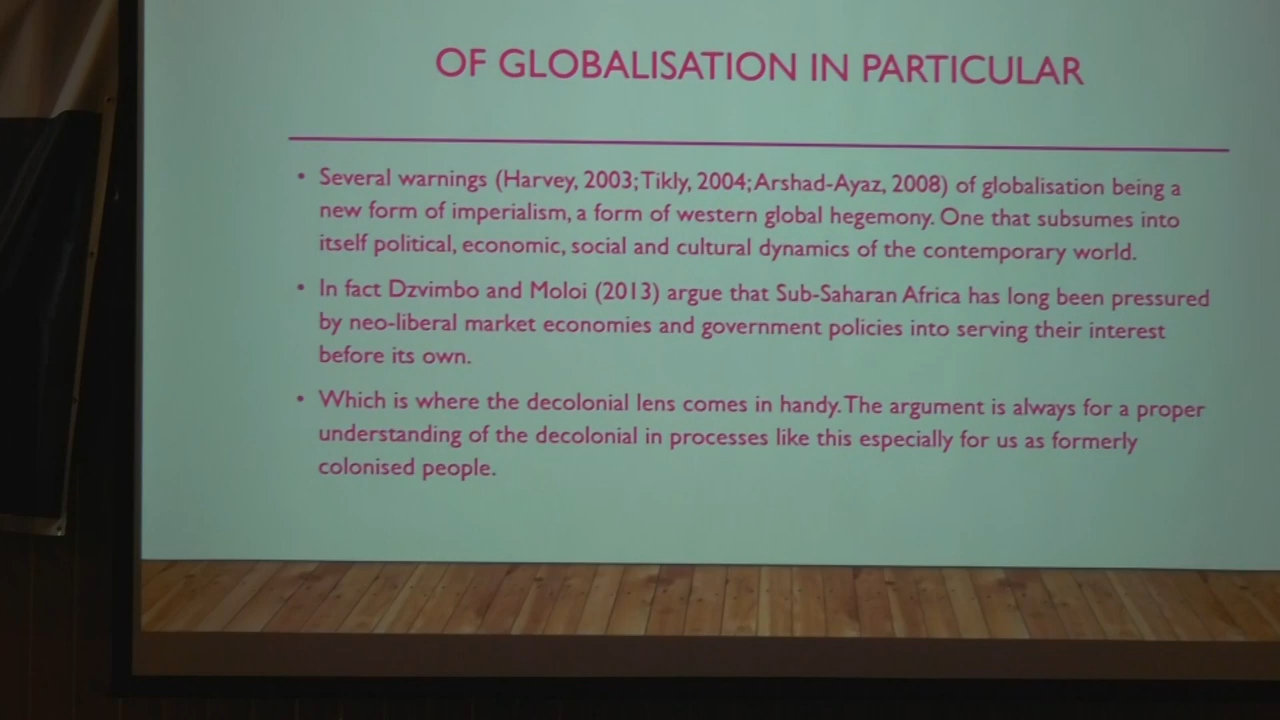 OF GLOBALISATION IN PARTICULAR
• Several warnings (Harvey, 2003; Tikly, 2004; Arshad-Ayaz, 2008) of globalisation being a
new form of imperialism, a form of western global hegemony. One that subsumes into
itself political, economic, social and cultural dynamics of the contemporary world.
• In fact Dzvimbo and Moloi (2013) argue that Sub-Saharan Africa has long been pressured
by neo-liberal market economies and government policies into serving their interest
before its own.
• Which is where the decolonial lens comes in handy. The argument is always for a proper
understanding of the decolonial in processes like this especially for us as formerly
colonised people.